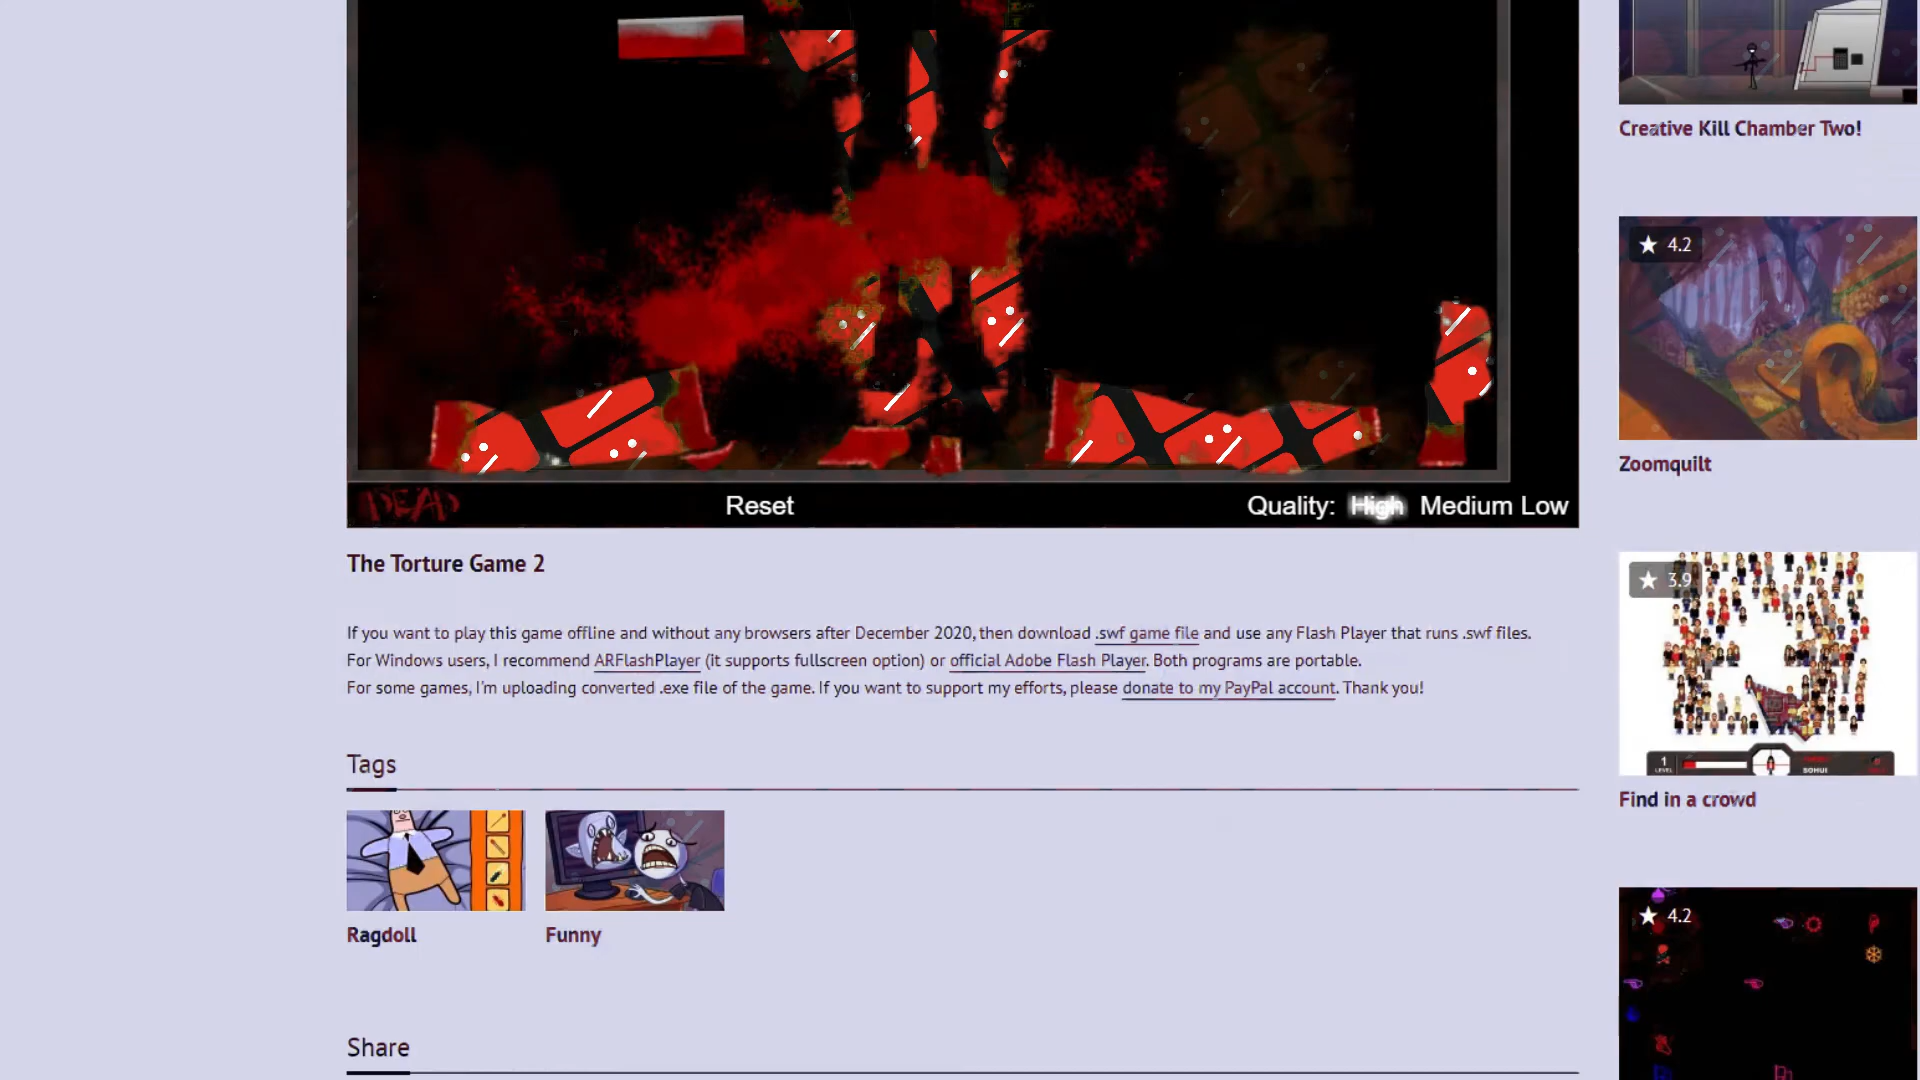 Creative Kill Chamber Two!
4.2
Zoomquilt
DEAD
Reset
Quality: High Medium Low
The Torture Game 2
3.9
If you want to play this game offline and without any browsers after December 2020, then download .swf game file and use any Flash Player that runs .swf files.
For Windows users, I recommend ARFlashPlayer (it supports fullscreen option) or official Adobe Flash Player. Both programs are portable.
For some games, I'm uploading converted .exe file of the game. If you want to support my efforts, please donate to my PayPal account. Thank you!
1
LEVEL
Find in a crowd
Tags
Ragdoll
Funny
4.2
Share